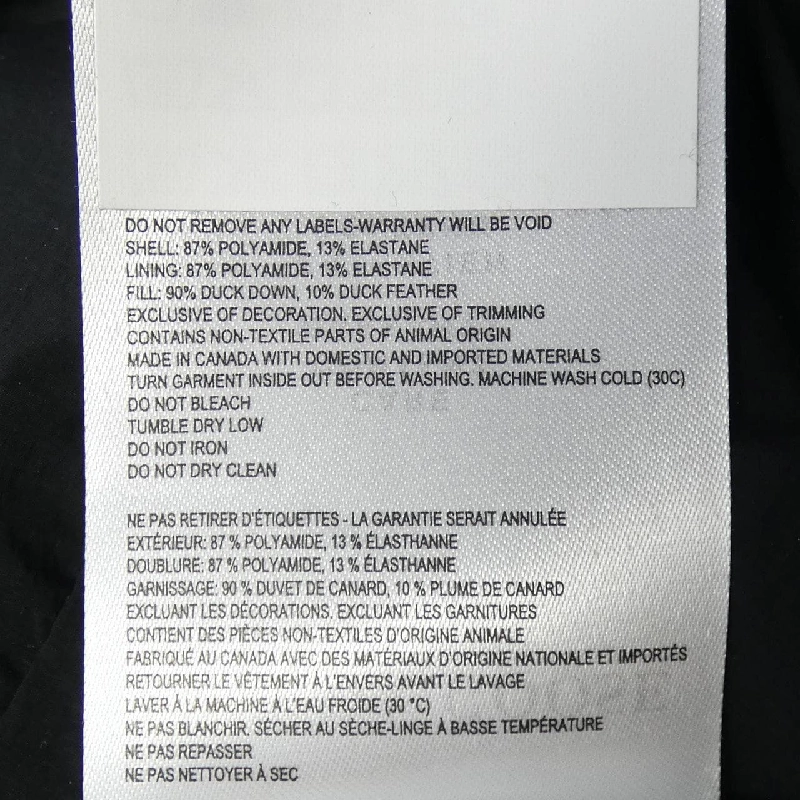 DO NOT REMOVE ANY LABELS-WARRANTY WILL BE VOID
SHELL: 87% POLYAMIDE, 13% ELASTANE
LINING: 87% POLYAMIDE, 13% ELASTANE
FILL: 90% DUCK DOWN, 10% DUCK FEATHER
EXCLUSIVE OF DECORATION. EXCLUSIVE OF TRIMMING
CONTAINS NON-TEXTILE PARTS OF ANIMAL ORIGIN
MADE IN CANADA WITH DOMESTIC AND IMPORTED MATERIALS
TURN GARMENT INSIDE OUT BEFORE WASHING. MACHINE WASH COLD (30C)
DO NOT BLEACH
TUMBLE DRY LOW
DO NOT IRON
DO NOT DRY CLEAN
NE PAS RETIRER D'ÉTIQUETTES - LA GARANTIE SERAIT ANNULÉE
EXTÉRIEUR: 87 % POLYAMIDE, 13 % ÉLASTHANNE
DOUBLURE: 87 % POLYAMIDE, 13 % ÉLASTHANNE
GARNISSAGE: 90 % DUVET DE CANARD, 10 % PLUME DE CANARD
EXCLUANT LES DÉCORATIONS. EXCLUANT LES GARNITURES
CONTIENT DES PIÈCES NON-TEXTILES D'ORIGINE ANIMALE
FABRIQUÉ AU CANADA AVEC DES MATÉRIAUX D'ORIGINE NATIONALE ET IMPORTÉS
RETOURNER LE VÊTEMENT À L'ENVERS AVANT LE LAVAGE
LAVER À LA MACHINE À L'EAU FROIDE (30 °C)
NE PAS BLANCHIR. SÉCHER AU SÈCHE-LINGE À BASSE TEMPÉRATURE
NE PAS REPASSER
NE PAS NETTOYER À SEC